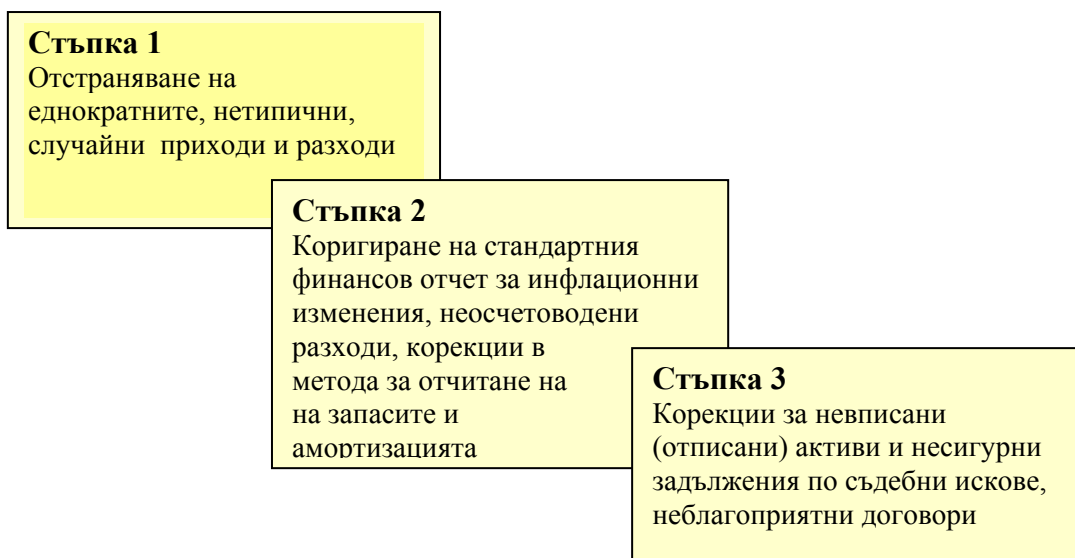 Стъпка 1
Отстраняване на
еднократните, нетипични,
случайни приходи и разходи
Стъпка 2
Коригиране на стандартния
финансов отчет за инфлационни
изменения, неосчетоводени
разходи, корекции в
метода за отчитане на
на запасите и
амортизацията
Стъпка 3
Корекции за невписани
(отписани) активи и несигурни
задължения по съдебни искове,
неблагоприятни договори